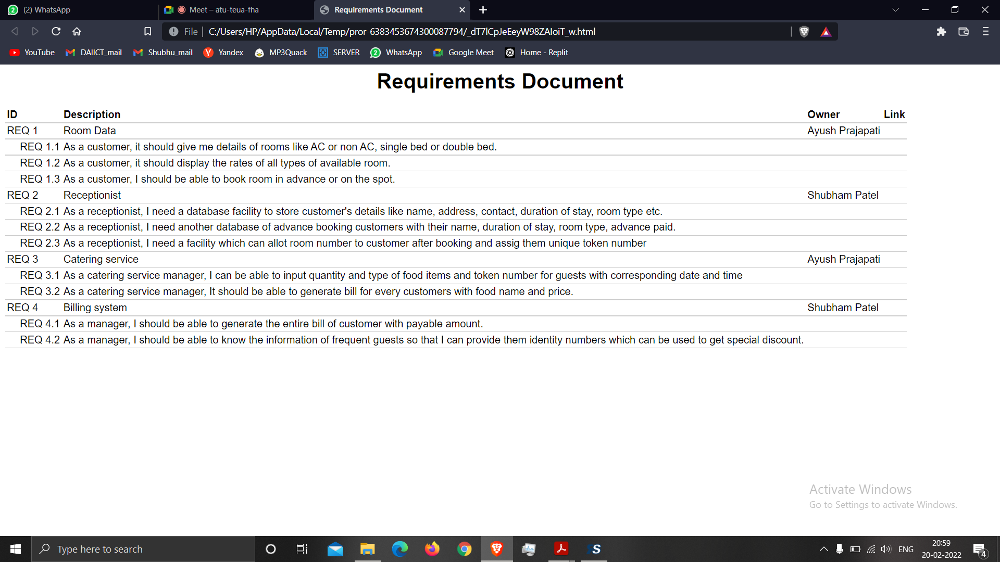 (2) WhatsApp
Meet – atu-teua-fha
Requirements Document
File | C:/Users/HP/AppData/Local/Temp/pror-6383453674300087794/_dT7lCpJeEeyW98ZAIoiT_w.html
YouTube DAIICT_mail Shubhu_mail Yandex MP3Quack SERVER WhatsApp Google Meet Home - Replit
Requirements Document
ID Description Owner Link
REQ 1 Room Data Ayush Prajapati
REQ 1.1 As a customer, it should give me details of rooms like AC or non AC, single bed or double bed.
REQ 1.2 As a customer, it should display the rates of all types of available room.
REQ 1.3 As a customer, I should be able to book room in advance or on the spot.
REQ 2 Receptionist Shubham Patel
REQ 2.1 As a receptionist, I need a database facility to store customer's details like name, address, contact, duration of stay, room type etc.
REQ 2.2 As a receptionist, I need another database of advance booking customers with their name, duration of stay, room type, advance paid.
REQ 2.3 As a receptionist, I need a facility which can allot room number to customer after booking and assig them unique token number
REQ 3 Catering service Ayush Prajapati
REQ 3.1 As a catering service manager, I can be able to input quantity and type of food items and token number for guests with corresponding date and time
REQ 3.2 As a catering service manager, It should be able to generate bill for every customers with food name and price.
REQ 4 Billing system Shubham Patel
REQ 4.1 As a manager, I should be able to generate the entire bill of customer with payable amount.
REQ 4.2 As a manager, I should be able to know the information of frequent guests so that I can provide them identity numbers which can be used to get special discount.
Activate Windows
Go to Settings to activate Windows.
Type here to search
ENG
20:59
20-02-2022
4